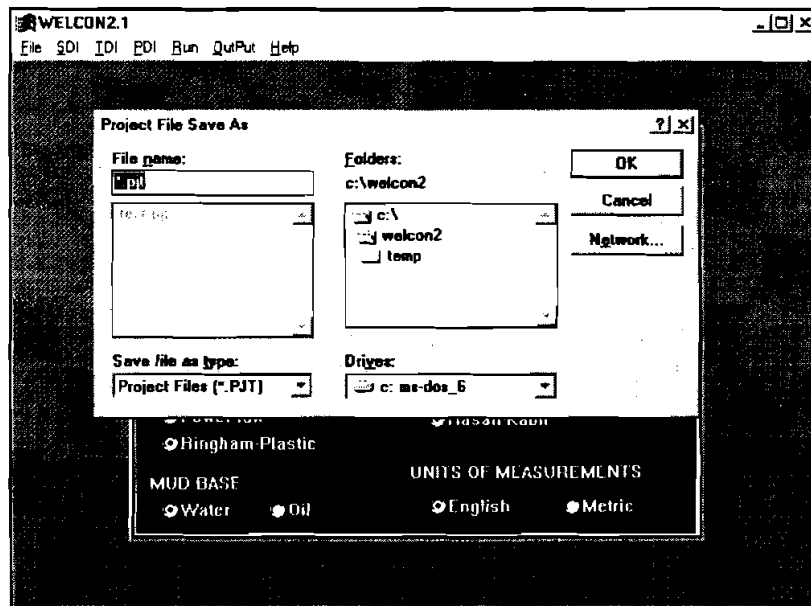 WELCON2.1
File SDI TDI PDI Run OutPut Help
Project File Save As
File name:
Folders:
OK
c:\welcon2
Cancel
c:\
welcon2
Network...
temp
Save file as type:
Drives:
Project Files (*.PJT)
c: ms-dos_6
Bingham-Plastic
MUD BASE
UNITS OF MEASUREMENTS
Water
Oil
English
Metric